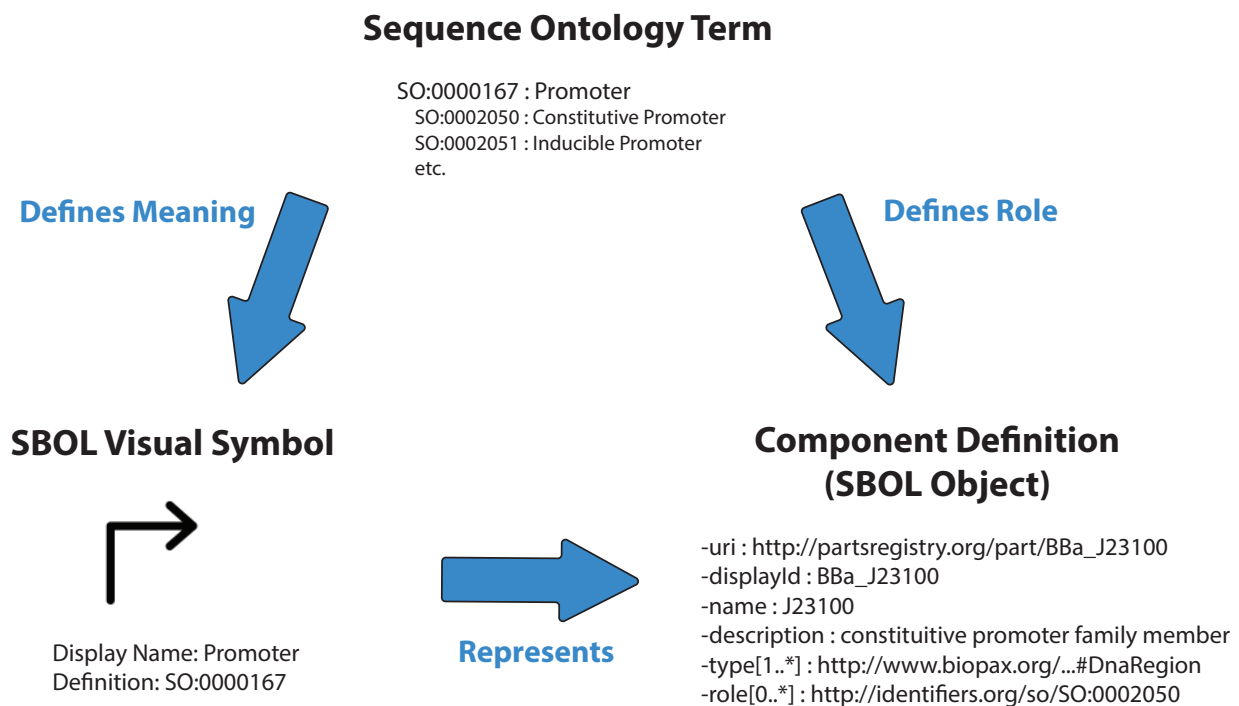 Sequence Ontology Term
SO:0000167 : Promoter
SO:0002050 : Constitutive Promoter
SO:0002051 : Inducible Promoter
etc.
Defines Meaning
Defines Role
SBOL Visual Symbol
Display Name: Promoter
Definition: SO:0000167
Represents
Component Definition
(SBOL Object)
-uri : http://partsregistry.org/part/BBa_J23100
-displayId : BBa_J23100
-name : J23100
-description : constituitive promoter family member
-type[1..*] : http://www.biopax.org/...#DnaRegion
-role[0..*] : http://identifiers.org/so/SO:0002050